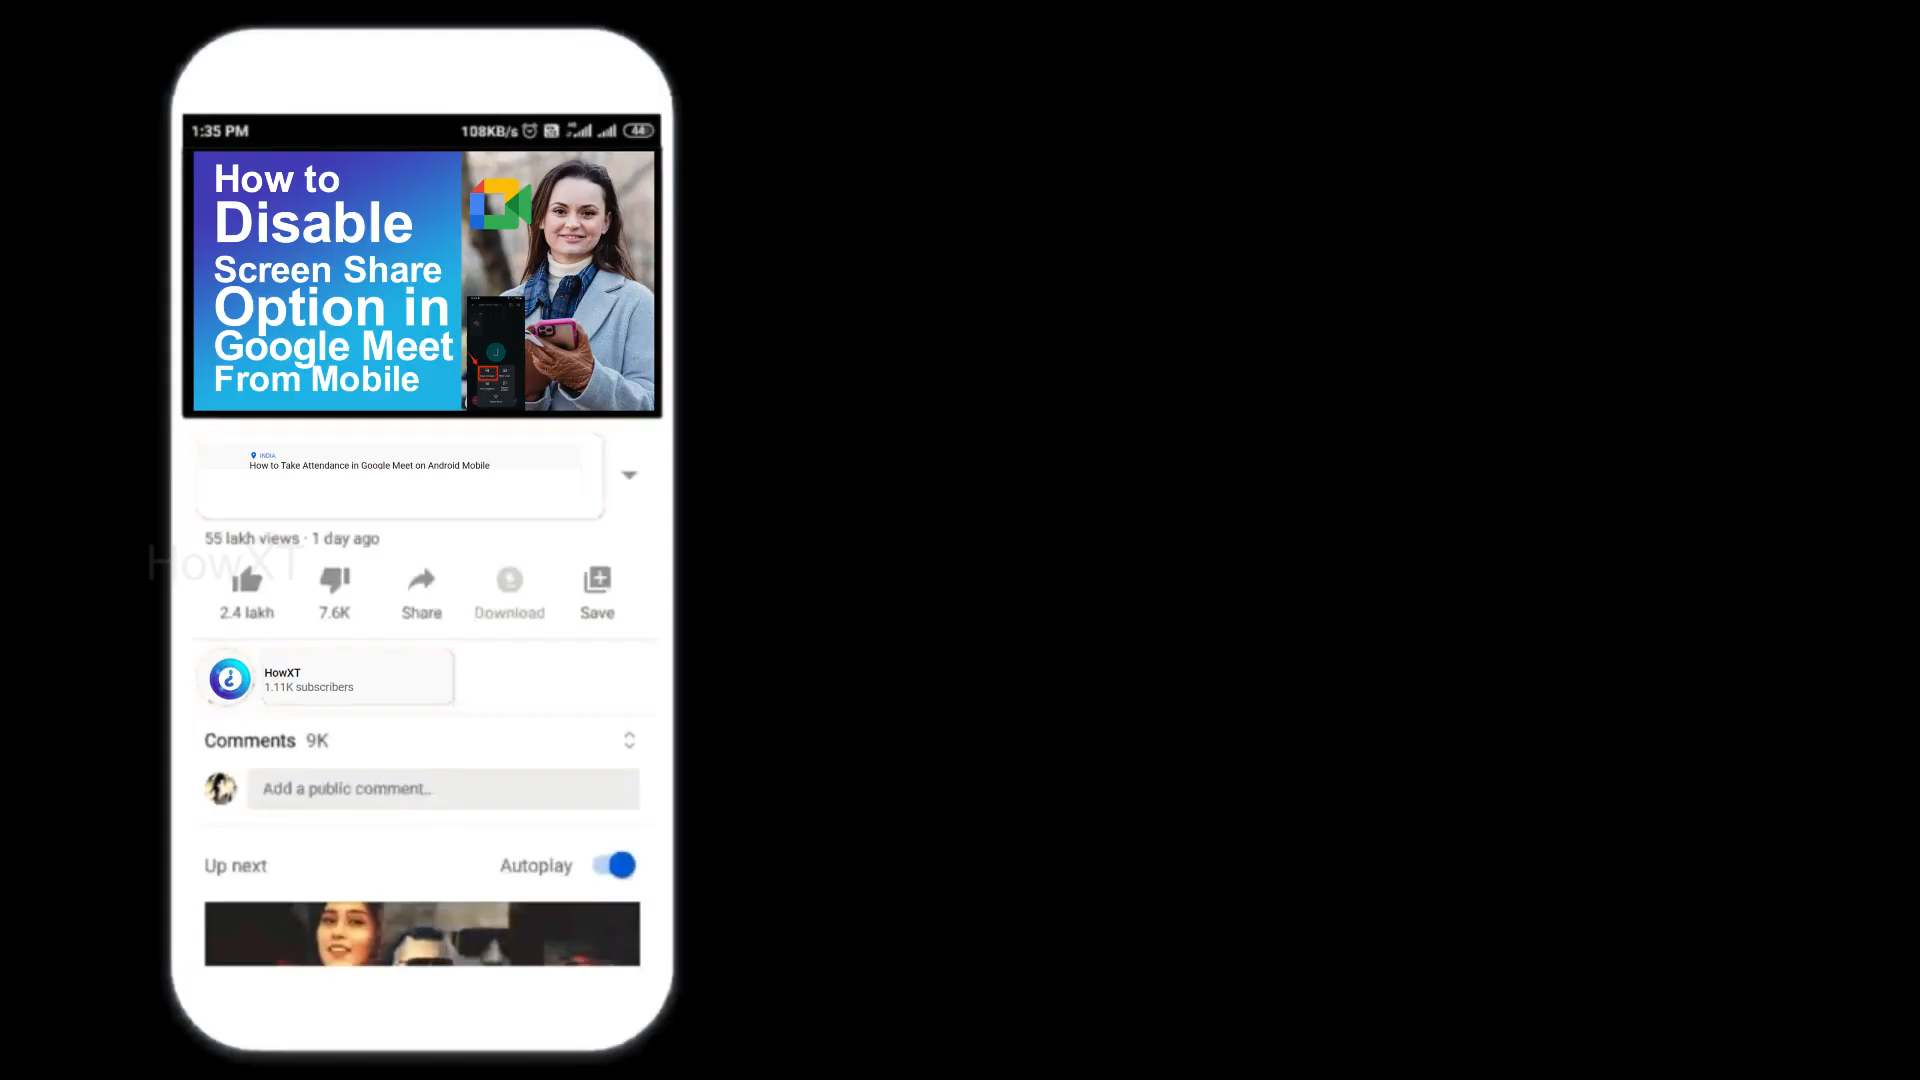 1:35 PM
108KB/s
44
How to
Disable
Screen Share
Option in
Google Meet
From Mobile
INDIA
How to Take Attendance in Google Meet on Android Mobile
55 lakh views · 1 day ago
HowXT
2.4 lakh
7.6K
Share
Download
Save
HowXT
1.11K subscribers
Comments 9K
Add a public comment...
Up next
Autoplay